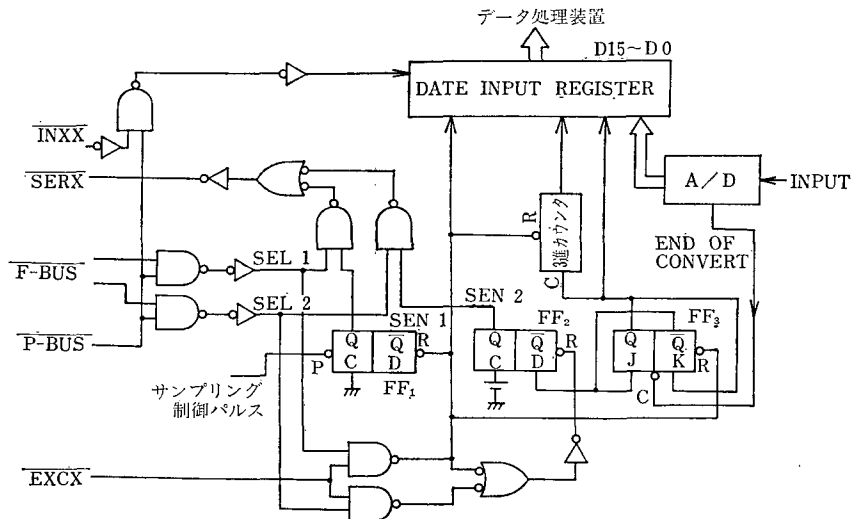 データ処理装置
D15~D0
DATE INPUT REGISTER
INXX
SERX
A/D
INPUT
R
3進カウンタ
C
END OF
CONVERT
F-BUS
SEL 1
SEL 2
P-BUS
SEN 1
SEN 2
FF₂
FF₃
Q
Q̅
R
C
D
P
FF₁
Q
Q̅
R
C
D
Q
Q̅
J
K
R
C
サンプリング
制御パルス
EXCX